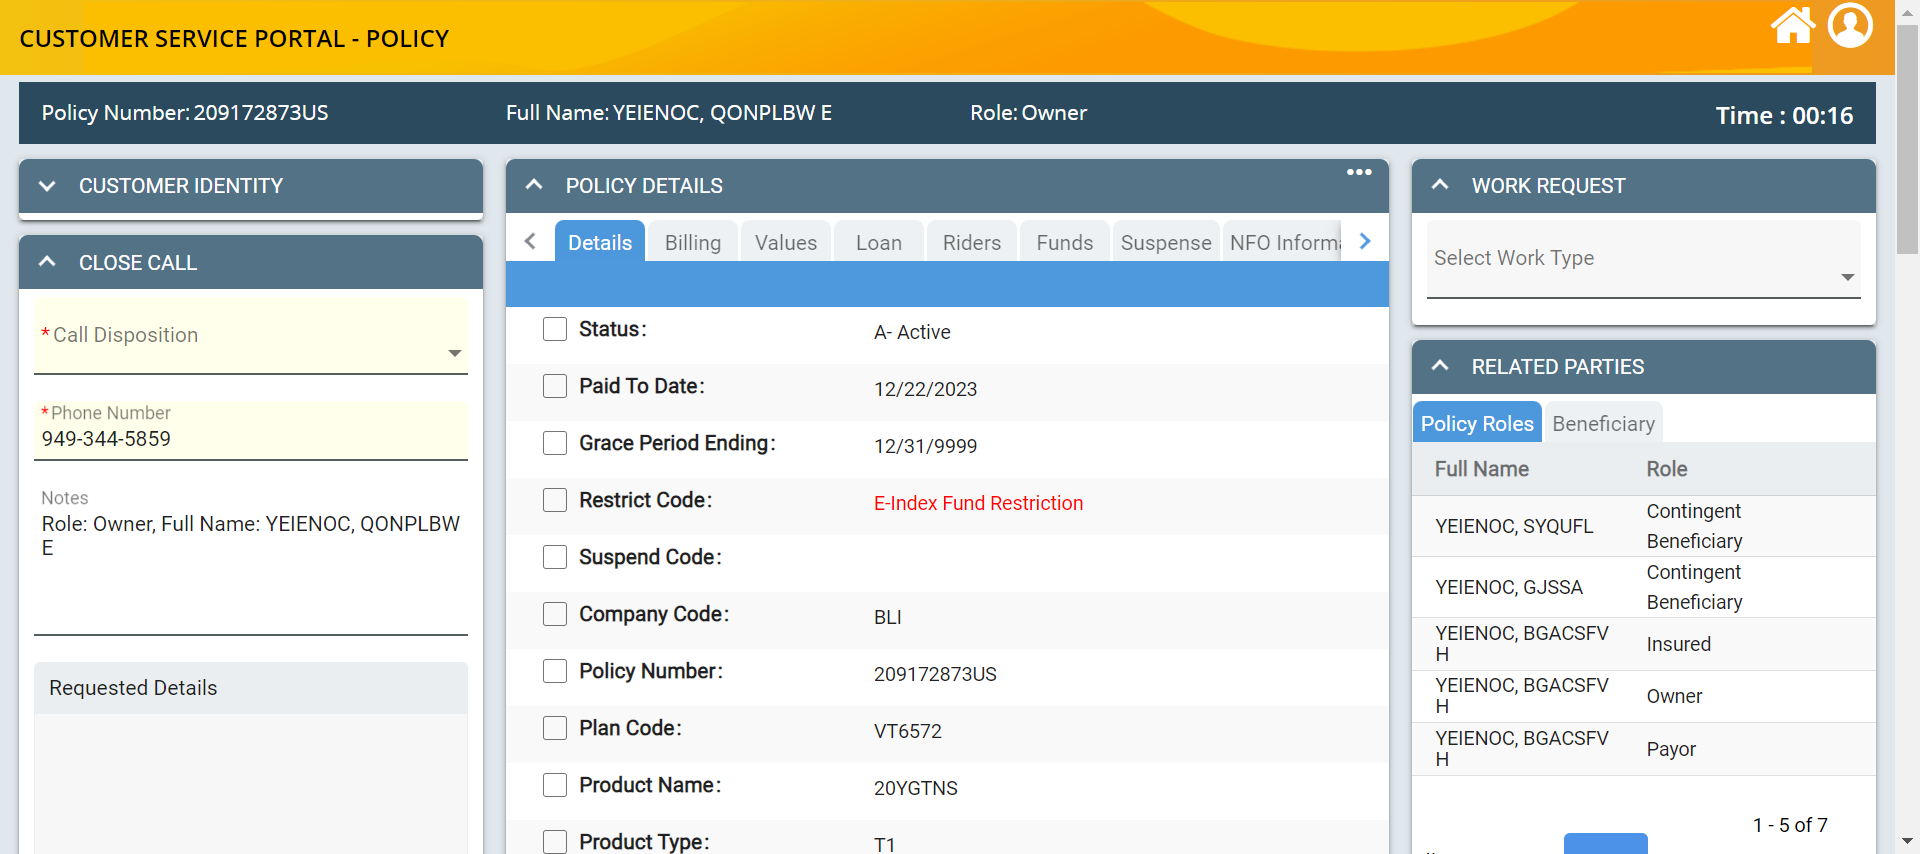 CUSTOMER SERVICE PORTAL - POLICY
Policy Number: 209172873US
Full Name: YEIENOC, QONPLBW E
Role: Owner
Time : 00:16
CUSTOMER IDENTITY
CLOSE CALL
* Call Disposition
* Phone Number
949-344-5859
Notes
Role: Owner, Full Name: YEIENOC, QONPLBW
E
Requested Details
POLICY DETAILS
Details Billing Values Loan Riders Funds Suspense NFO Informa
Status: A- Active
Paid To Date: 12/22/2023
Grace Period Ending: 12/31/9999
Restrict Code: E-Index Fund Restriction
Suspend Code:
Company Code: BLI
Policy Number: 209172873US
Plan Code: VT6572
Product Name: 20YGTNS
Product Type: T1
WORK REQUEST
Select Work Type
RELATED PARTIES
Policy Roles Beneficiary
Full Name Role
YEIENOC, SYQUFL Contingent
Beneficiary
YEIENOC, GJSSA Contingent
Beneficiary
YEIENOC, BGACSFV
H Insured
YEIENOC, BGACSFV
H Owner
YEIENOC, BGACSFV
H Payor
1 - 5 of 7